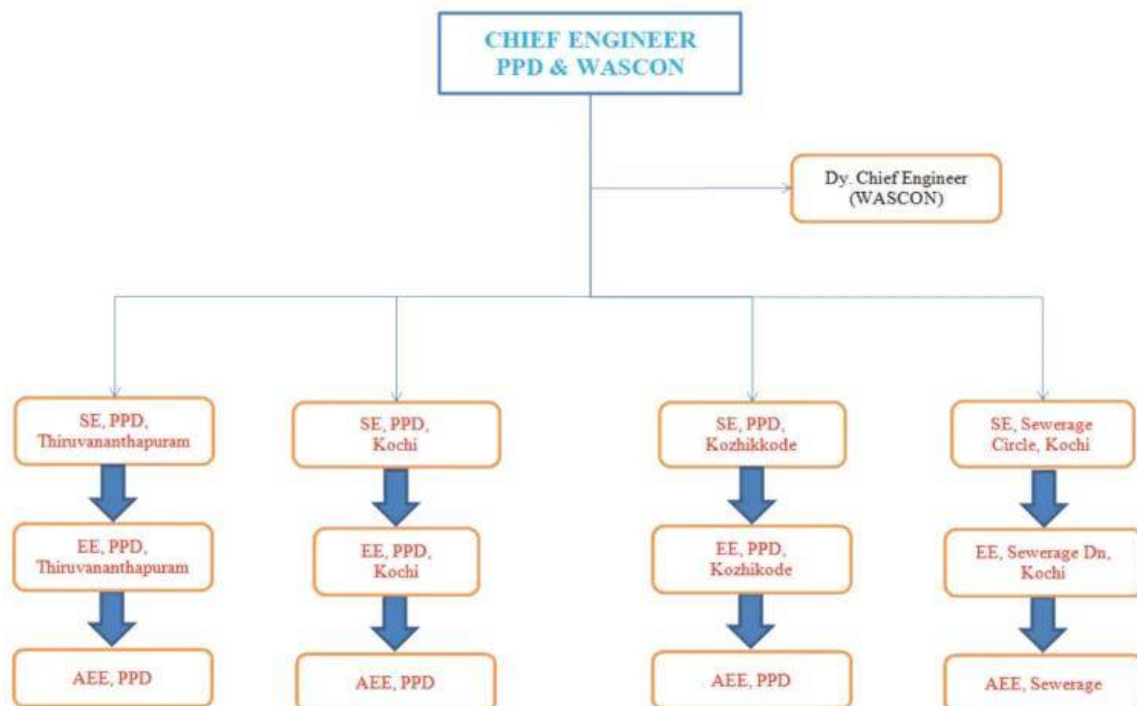 CHIEF ENGINEER
PPD & WASCON
Dy. Chief Engineer
(WASCON)
SE, PPD,
Thiruvananthapuram
SE, PPD,
Kochi
SE, PPD,
Kozhikkode
SE, Sewerage
Circle, Kochi
EE, PPD,
Thiruvananthapuram
EE, PPD,
Kochi
EE, PPD,
Kozhikode
EE, Sewerage Dn,
Kochi
AEE, PPD
AEE, PPD
AEE, PPD
AEE, Sewerage